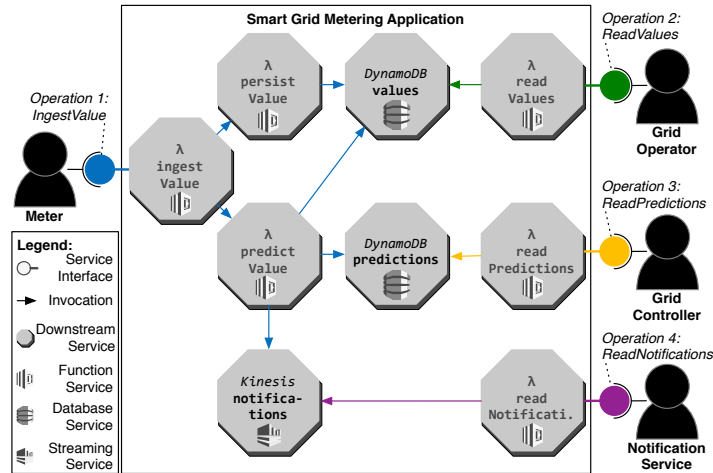 Smart Grid Metering Application
Operation 1:
IngestValue
Meter
λ
ingest
Value
λ
persist
Value
DynamoDB
values
λ
read
Values
Operation 2:
ReadValues
Grid
Operator
λ
predict
Value
DynamoDB
predictions
λ
read
Predictions
Operation 3:
ReadPredictions
Grid
Controller
Kinesis
notifica-
tions
λ
read
Notificati.
Operation 4:
ReadNotifications
Notification
Service
Legend:
Service
Interface
Invocation
Downstream
Service
Function
Service
Database
Service
Streaming
Service